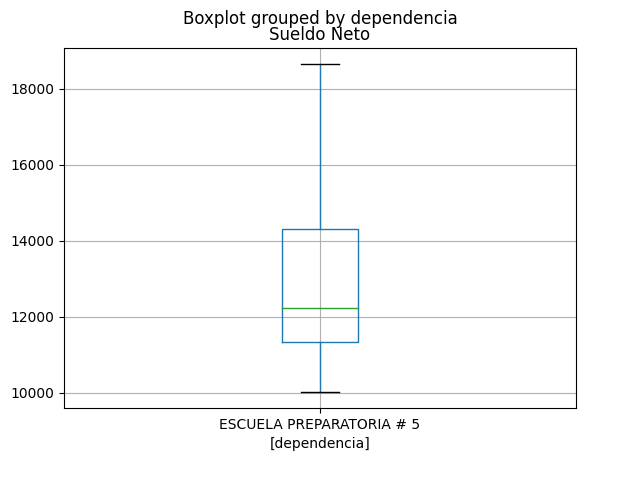 Boxplot grouped by dependencia
Sueldo Neto
18000
16000
14000
12000
10000
ESCUELA PREPARATORIA # 5
[dependencia]